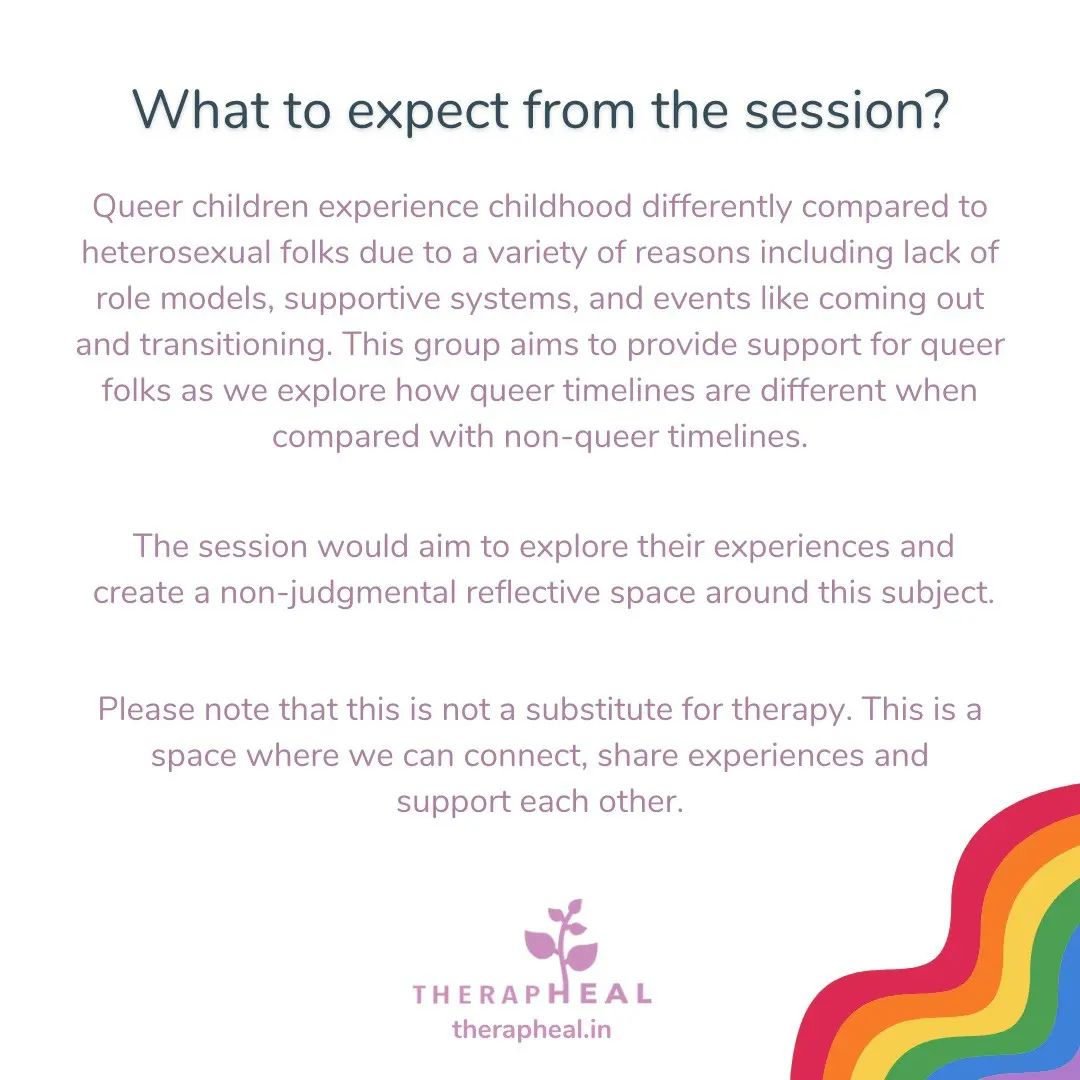 What to expect from the session?
Queer children experience childhood differently compared to
heterosexual folks due to a variety of reasons including lack of
role models, supportive systems, and events like coming out
and transitioning. This group aims to provide support for queer
folks as we explore how queer timelines are different when
compared with non-queer timelines.
The session would aim to explore their experiences and
create a non-judgmental reflective space around this subject.
Please note that this is not a substitute for therapy. This is a
space where we can connect, share experiences and
support each other.
THERAPHEAL
therapheal.in